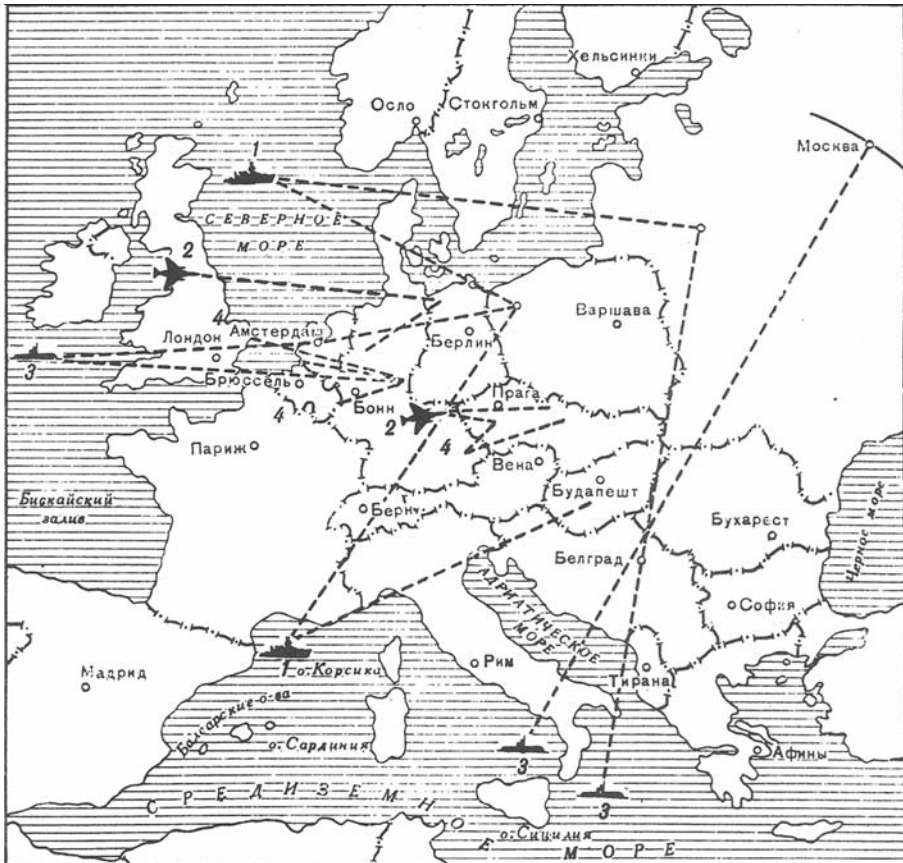 Хельсинки
Осло
Стокгольм
Москва
1
СЕВЕРНОЕ
МОРЕ
2
Варшава
4
Лондон
Амстердам
Берлин
3
Брюссель
Бонн
Прага
4
2
4
Париж
Вена
Будапешт
Бискайский
залив
Берн
Бухарест
Черное море
Белград
АДРИАТИЧЕСКОЕ
МОРЕ
София
1
о.Корсика
Рим
Тирана
Мадрид
Балеарские о-ва
о.Сардиния
3
Афины
3
СРЕДИЗЕМНОЕ
о.Сицилия
МОРЕ